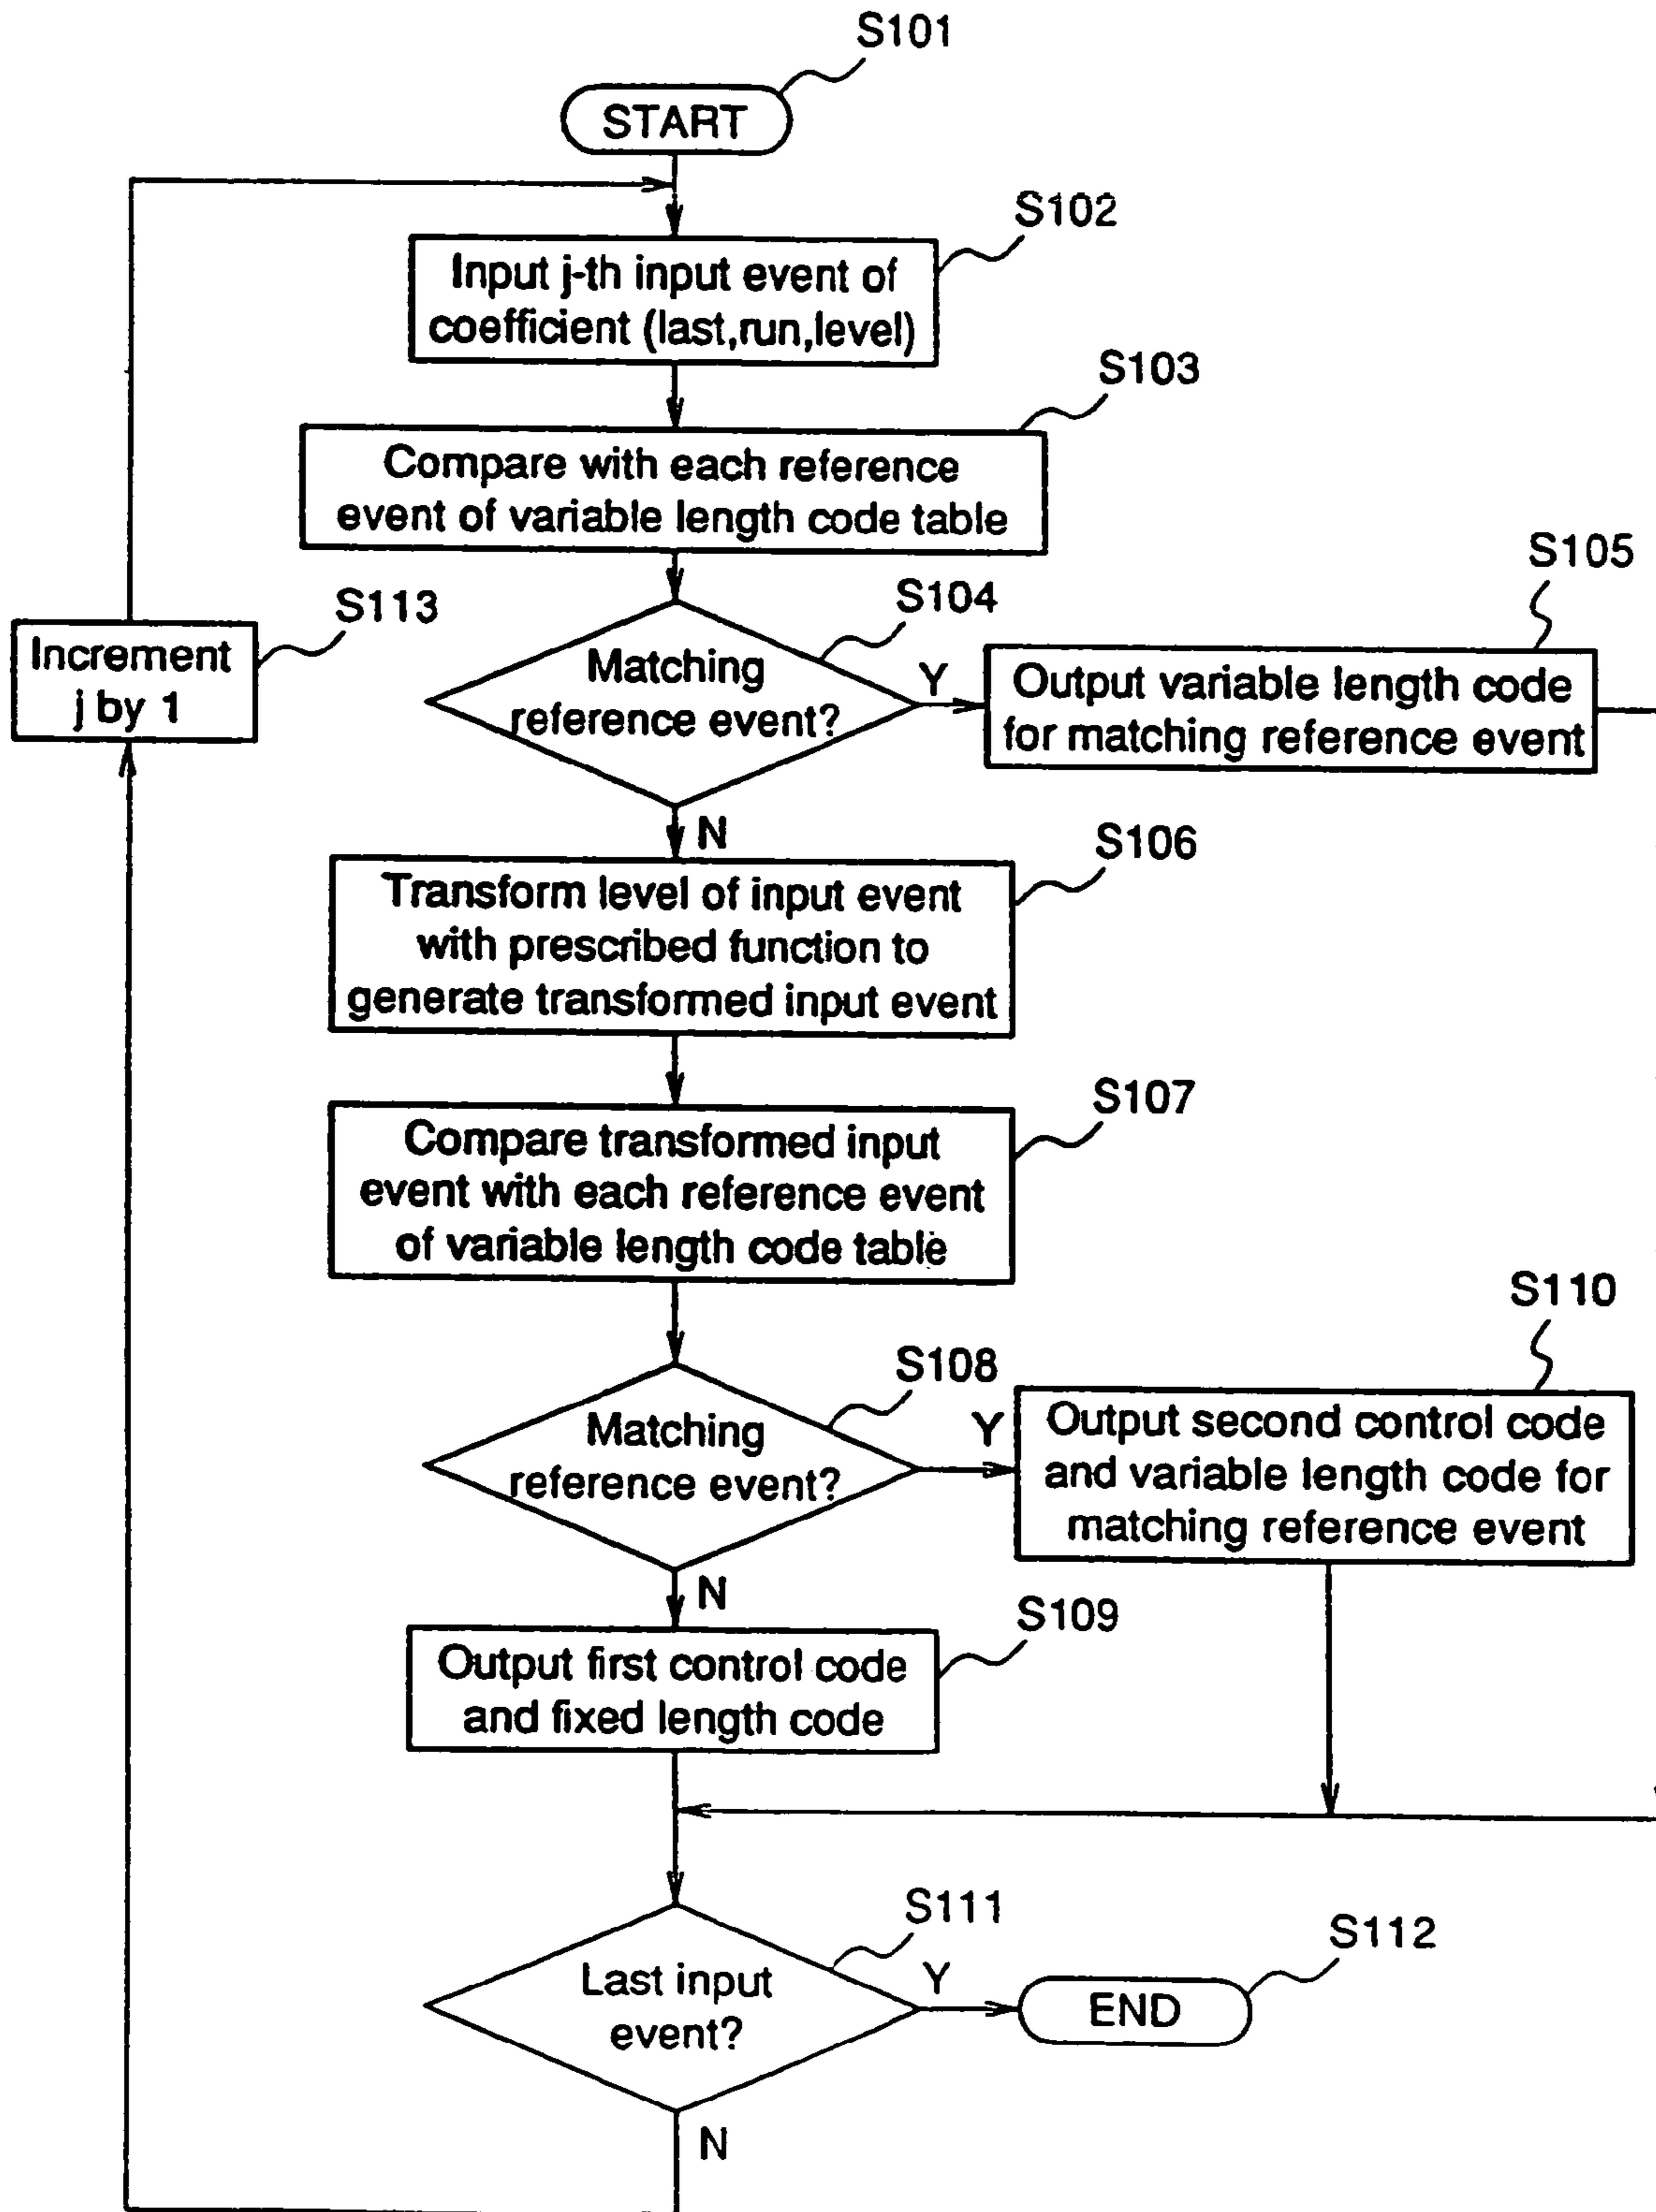 S101
START
S102
Input j-th input event of
coefficient (last,run,level)
S103
Compare with each reference
event of variable length code table
S104
Matching
reference event?
Y
N
S105
Output variable length code
for matching reference event
S113
Increment
j by 1
S106
Transform level of input event
with prescribed function to
generate transformed input event
S107
Compare transformed input
event with each reference event
of variable length code table
S108
Matching
reference event?
Y
N
S110
Output second control code
and variable length code for
matching reference event
S109
Output first control code
and fixed length code
S111
Last input
event?
Y
N
S112
END